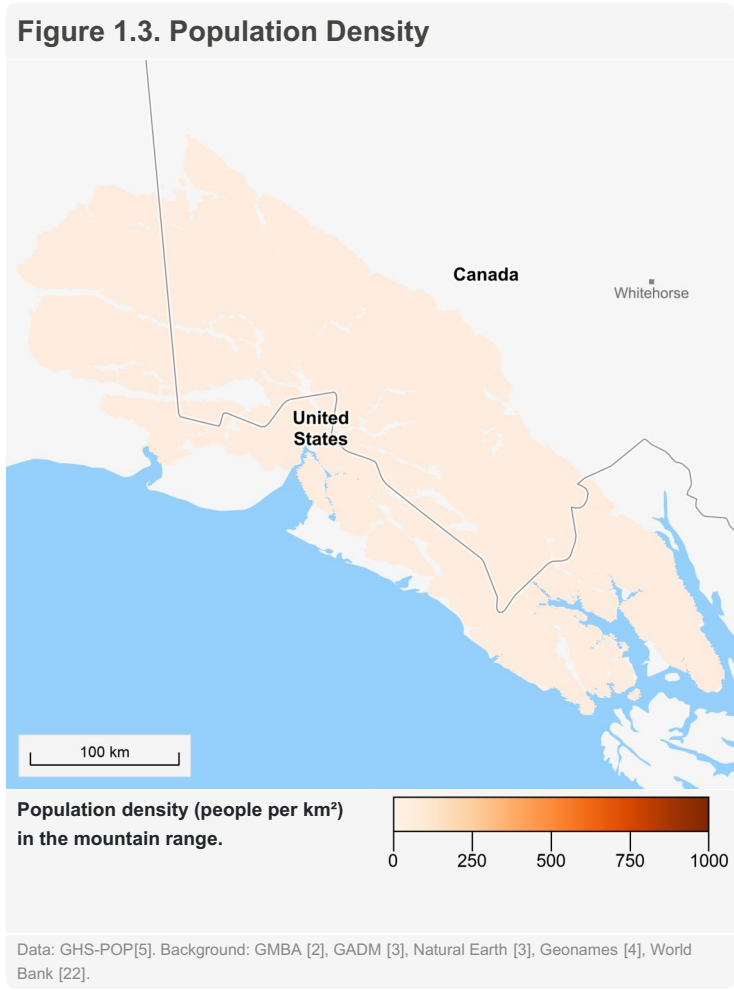 Figure 1.3. Population Density
Canada
Whitehorse
United
States
100 km
Population density (people per km²)
in the mountain range.
0 250 500 750 1000
Data: GHS-POP[5]. Background: GMBA [2], GADM [3], Natural Earth [3], Geonames [4], World
Bank [22].